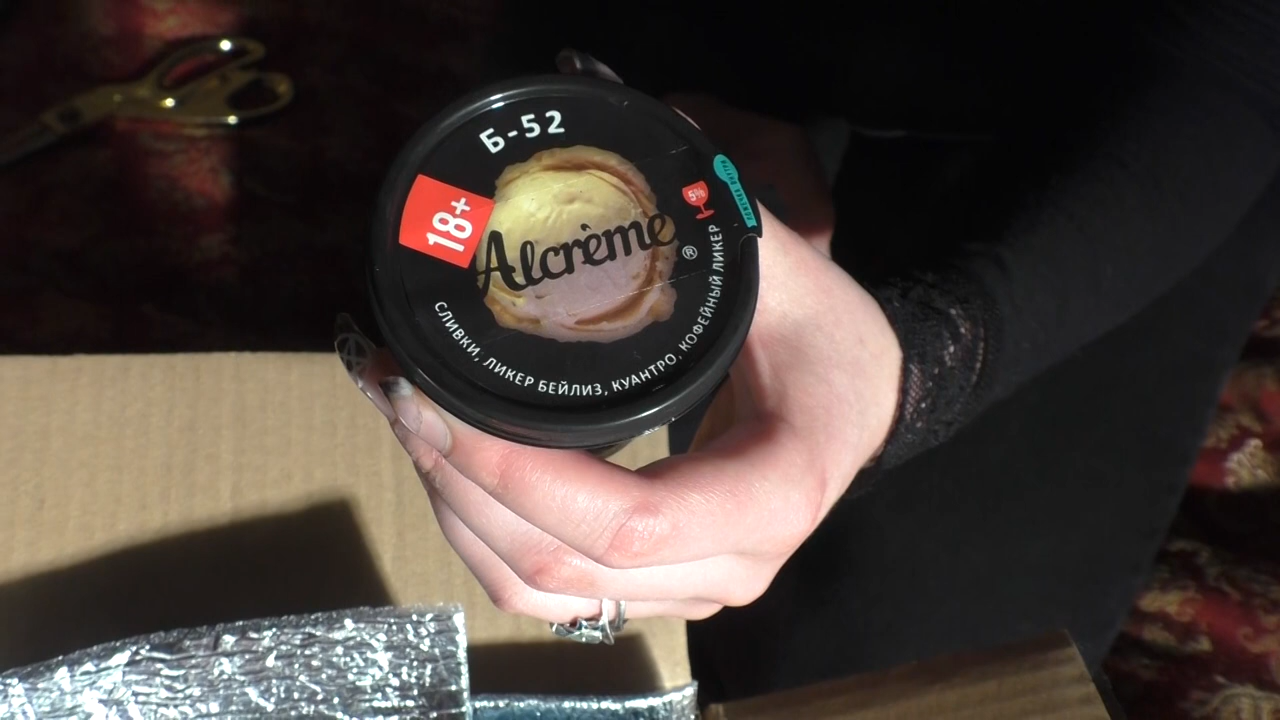 Б-52
18+
Alcrème
®
5%
СЛИВКИ, ЛИКЕР БЕЙЛИЗ, КУАНТРО, КОФЕЙНЫЙ ЛИКЕР